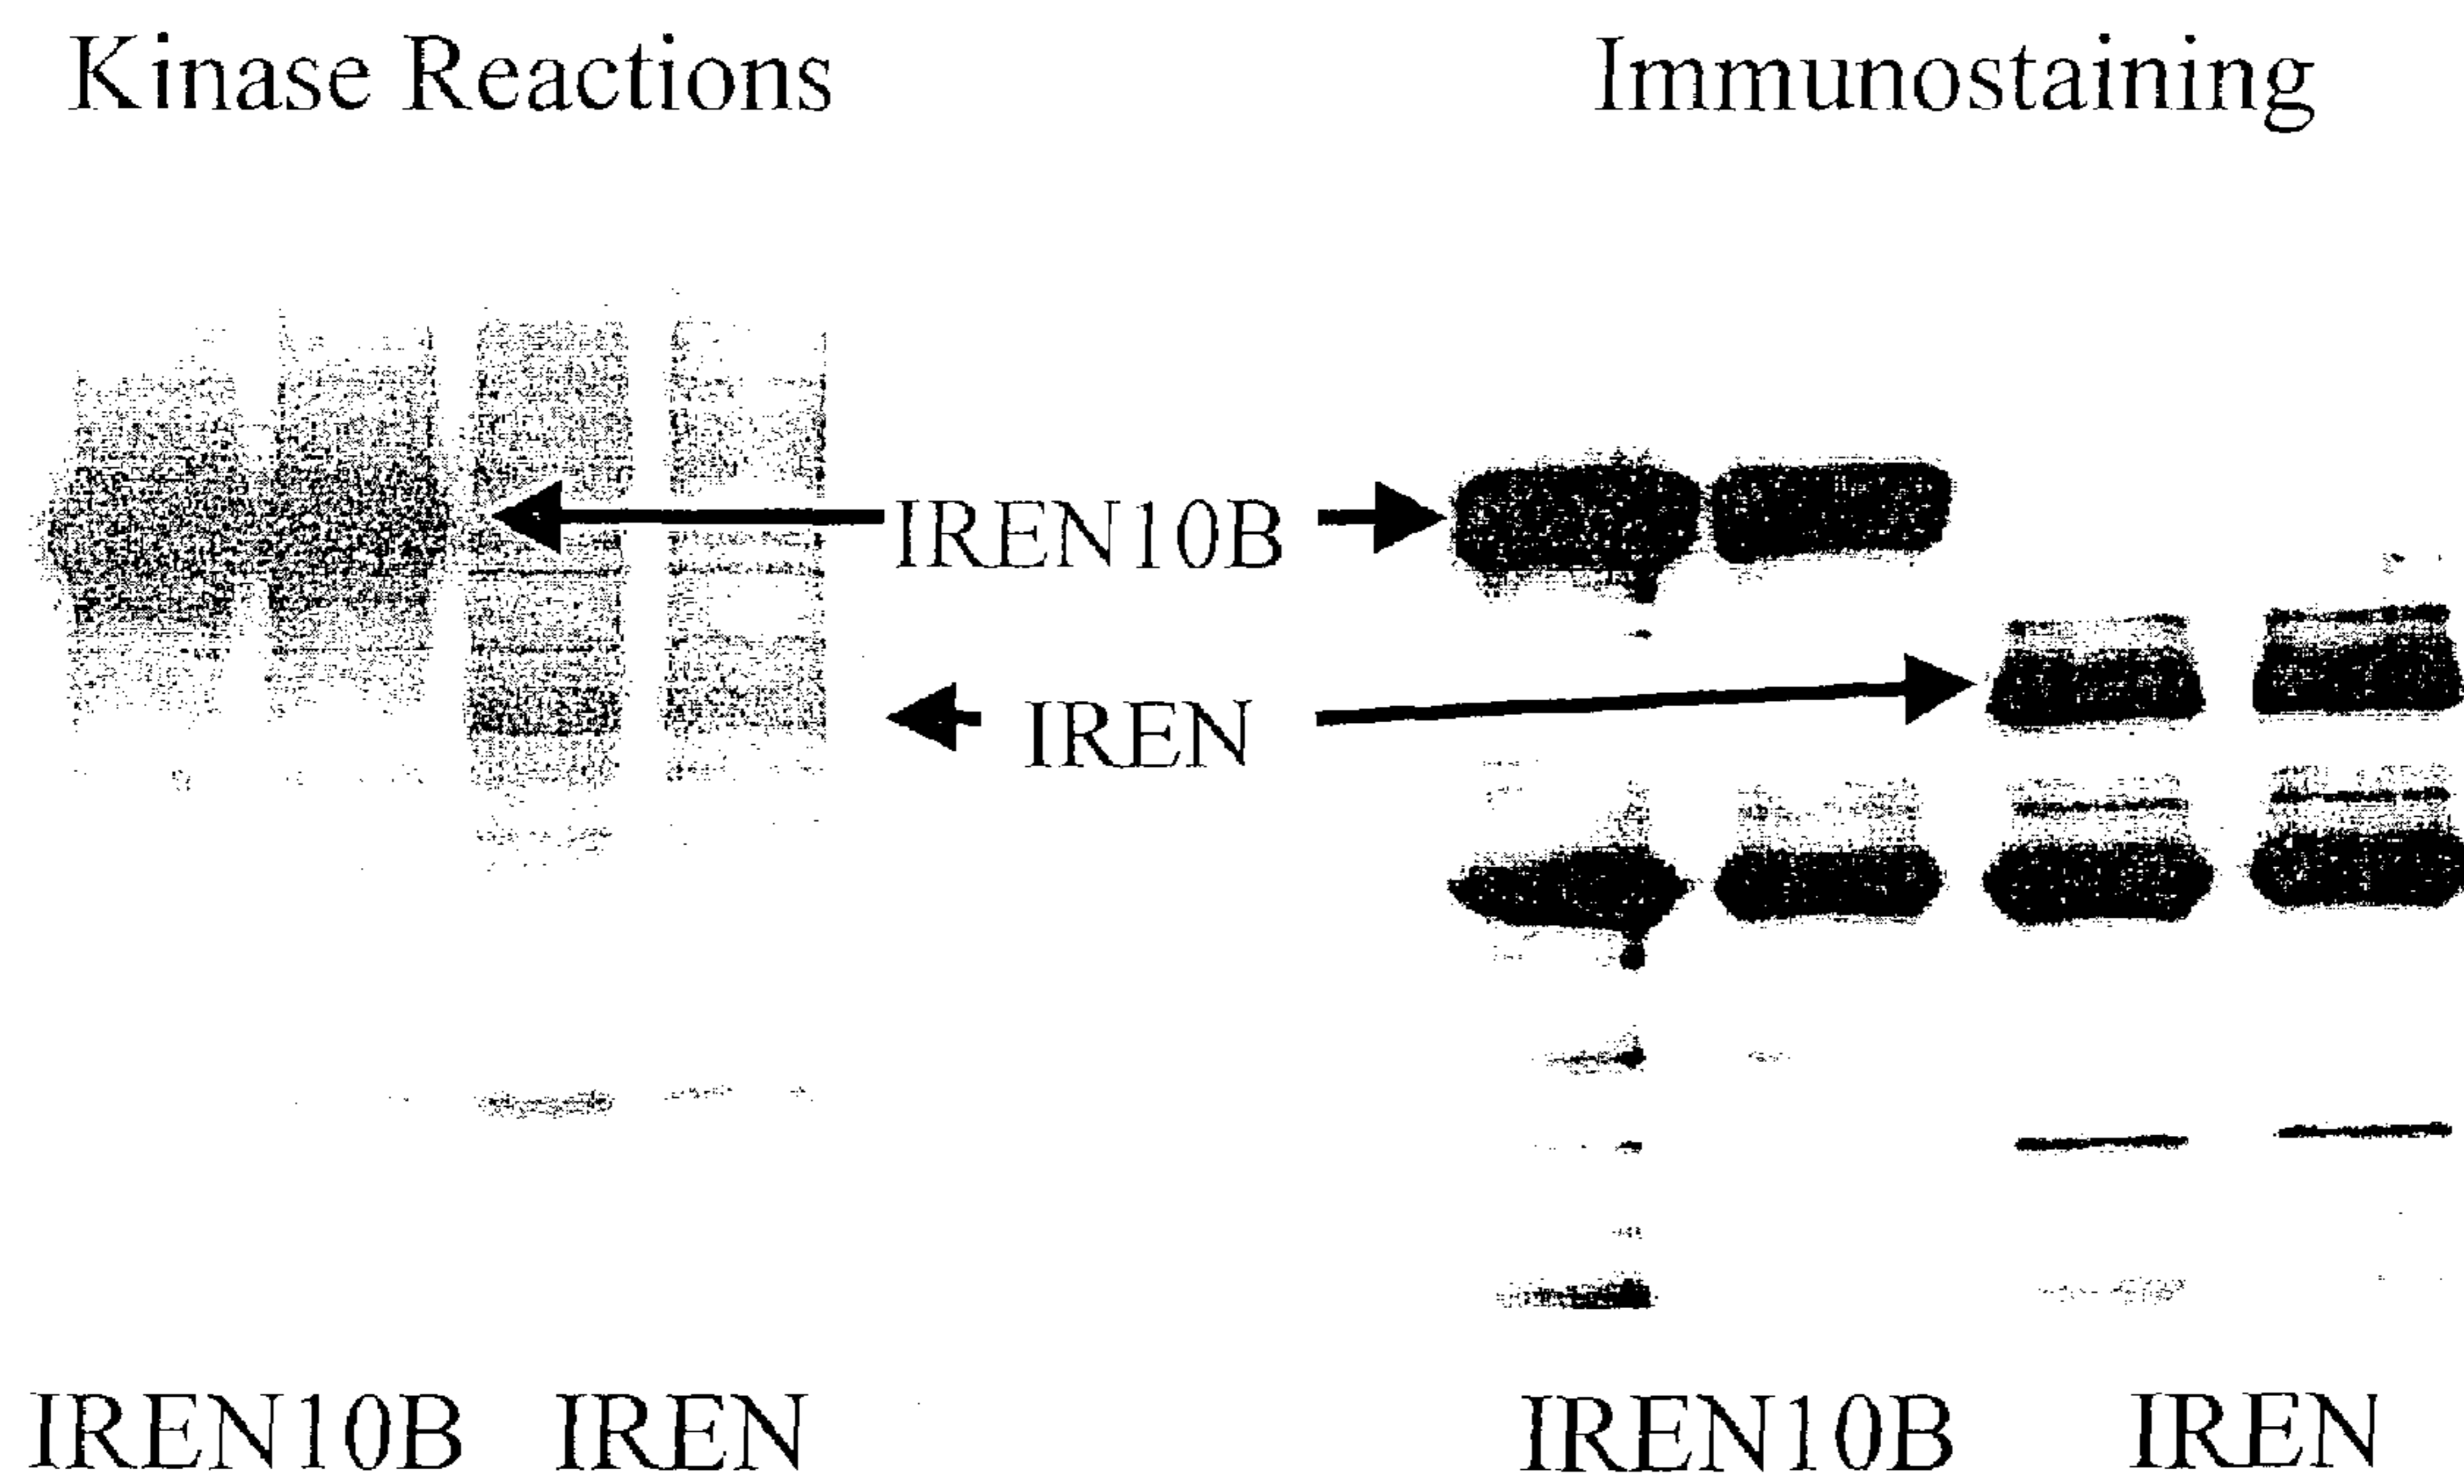 Kinase Reactions
Immunostaining
IREN10B
IREN
IREN10B IREN
IREN10B IREN